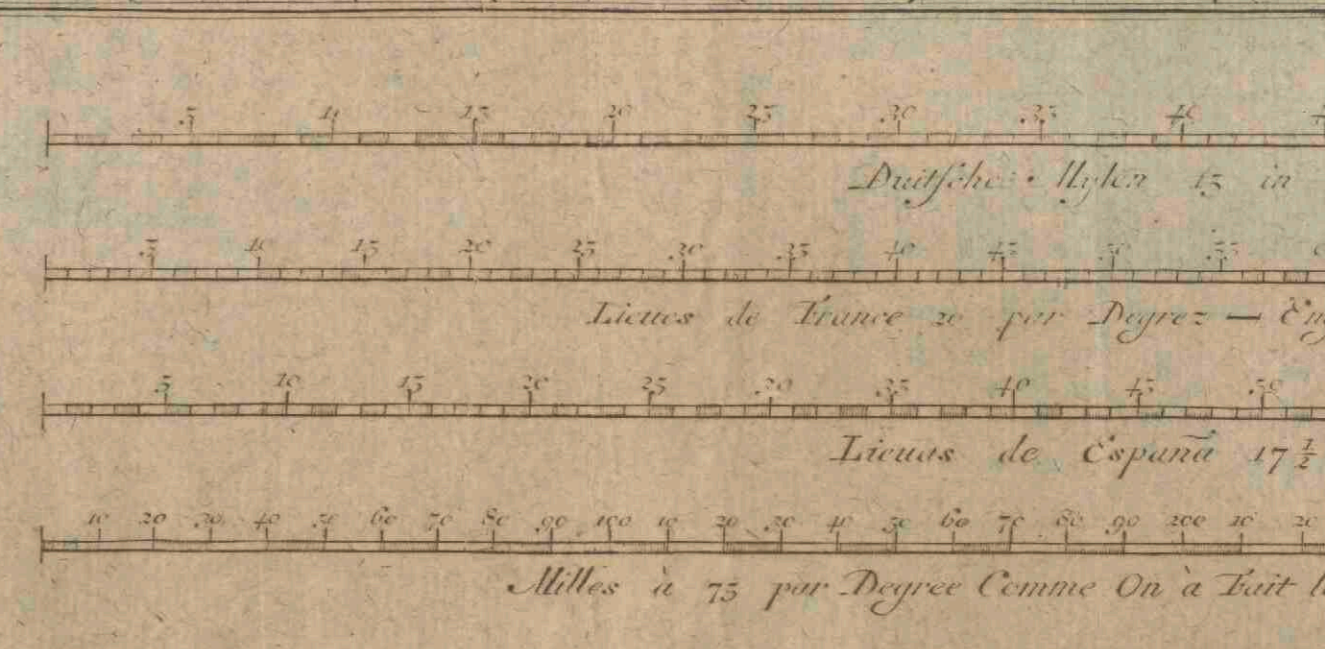 5 10 15 20 25 30 35 40
Duitsche Mylen 15 in
5 10 15 20 25 30 35 40 45 50 55
Lieues de France 20 par Degrez — Eng
5 10 15 20 25 30 35 40 45 50
Lieuas de España 17 ½
10 20 30 40 50 60 70 80 90 100 10 20 30 40 50 60 70 80 90 200 10 20
Milles à 75 par Degree Comme On à Fait l